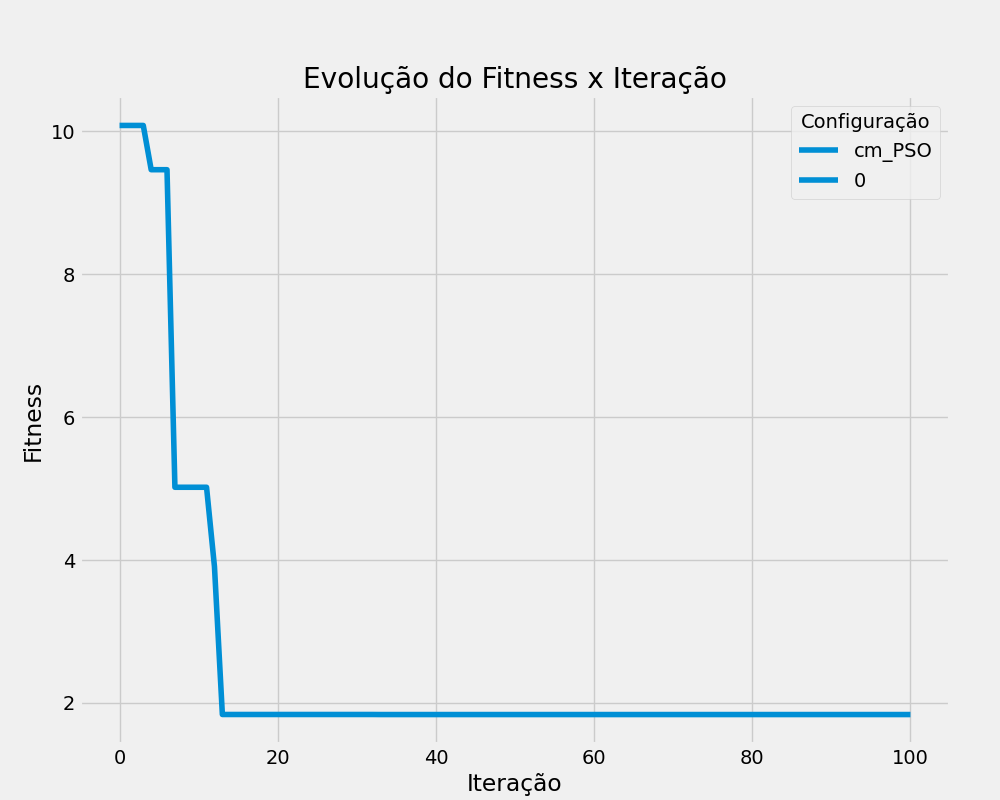 Evolução do Fitness x Iteração
Configuração
cm_PSO
0
Fitness
10
8
6
4
2
0 20 40 60 80 100
Iteração